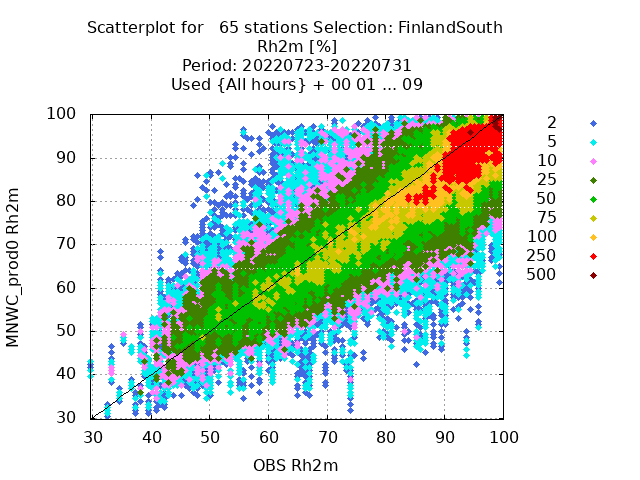 Scatterplot for   65 stations Selection: FinlandSouth
Rh2m [%]
Period: 20220723-20220731
Used {All hours} + 00 01 ... 09
MNWC_prod0 Rh2m
100
90
80
70
60
50
40
30
30 40 50 60 70 80 90 100
OBS Rh2m
2
5
10
25
50
75
100
250
500